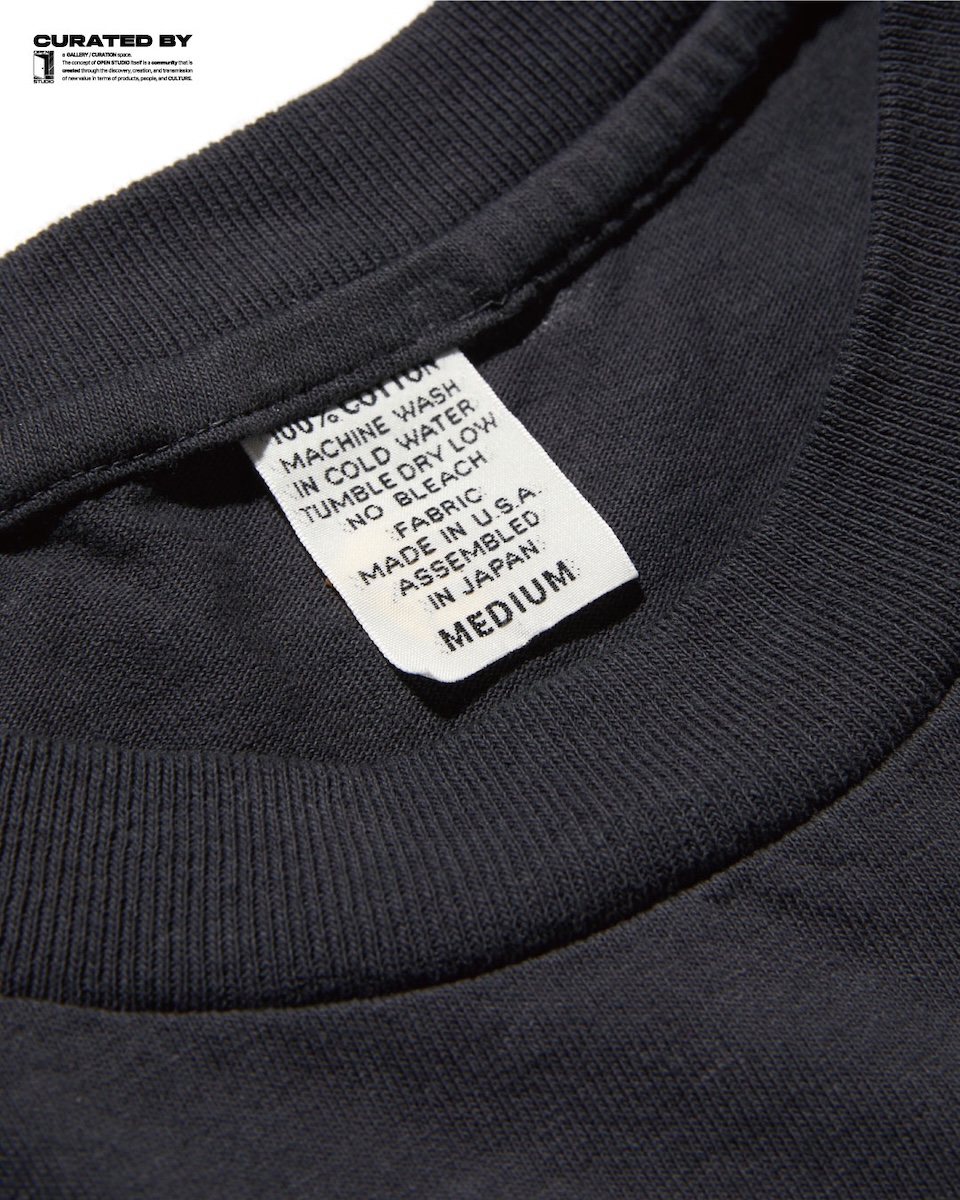 CURATED BY
a GALLERY / CURATION space.
The concept of OPEN STUDIO itself is a community that is
created through the discovery, creation, and transmission
of new value in terms of products, people, and CULTURE.
STUDIO
100% COTTON
MACHINE WASH
IN COLD WATER
TUMBLE DRY LOW
NO BLEACH
FABRIC
MADE IN U.S.A.
ASSEMBLED
IN JAPAN
MEDIUM